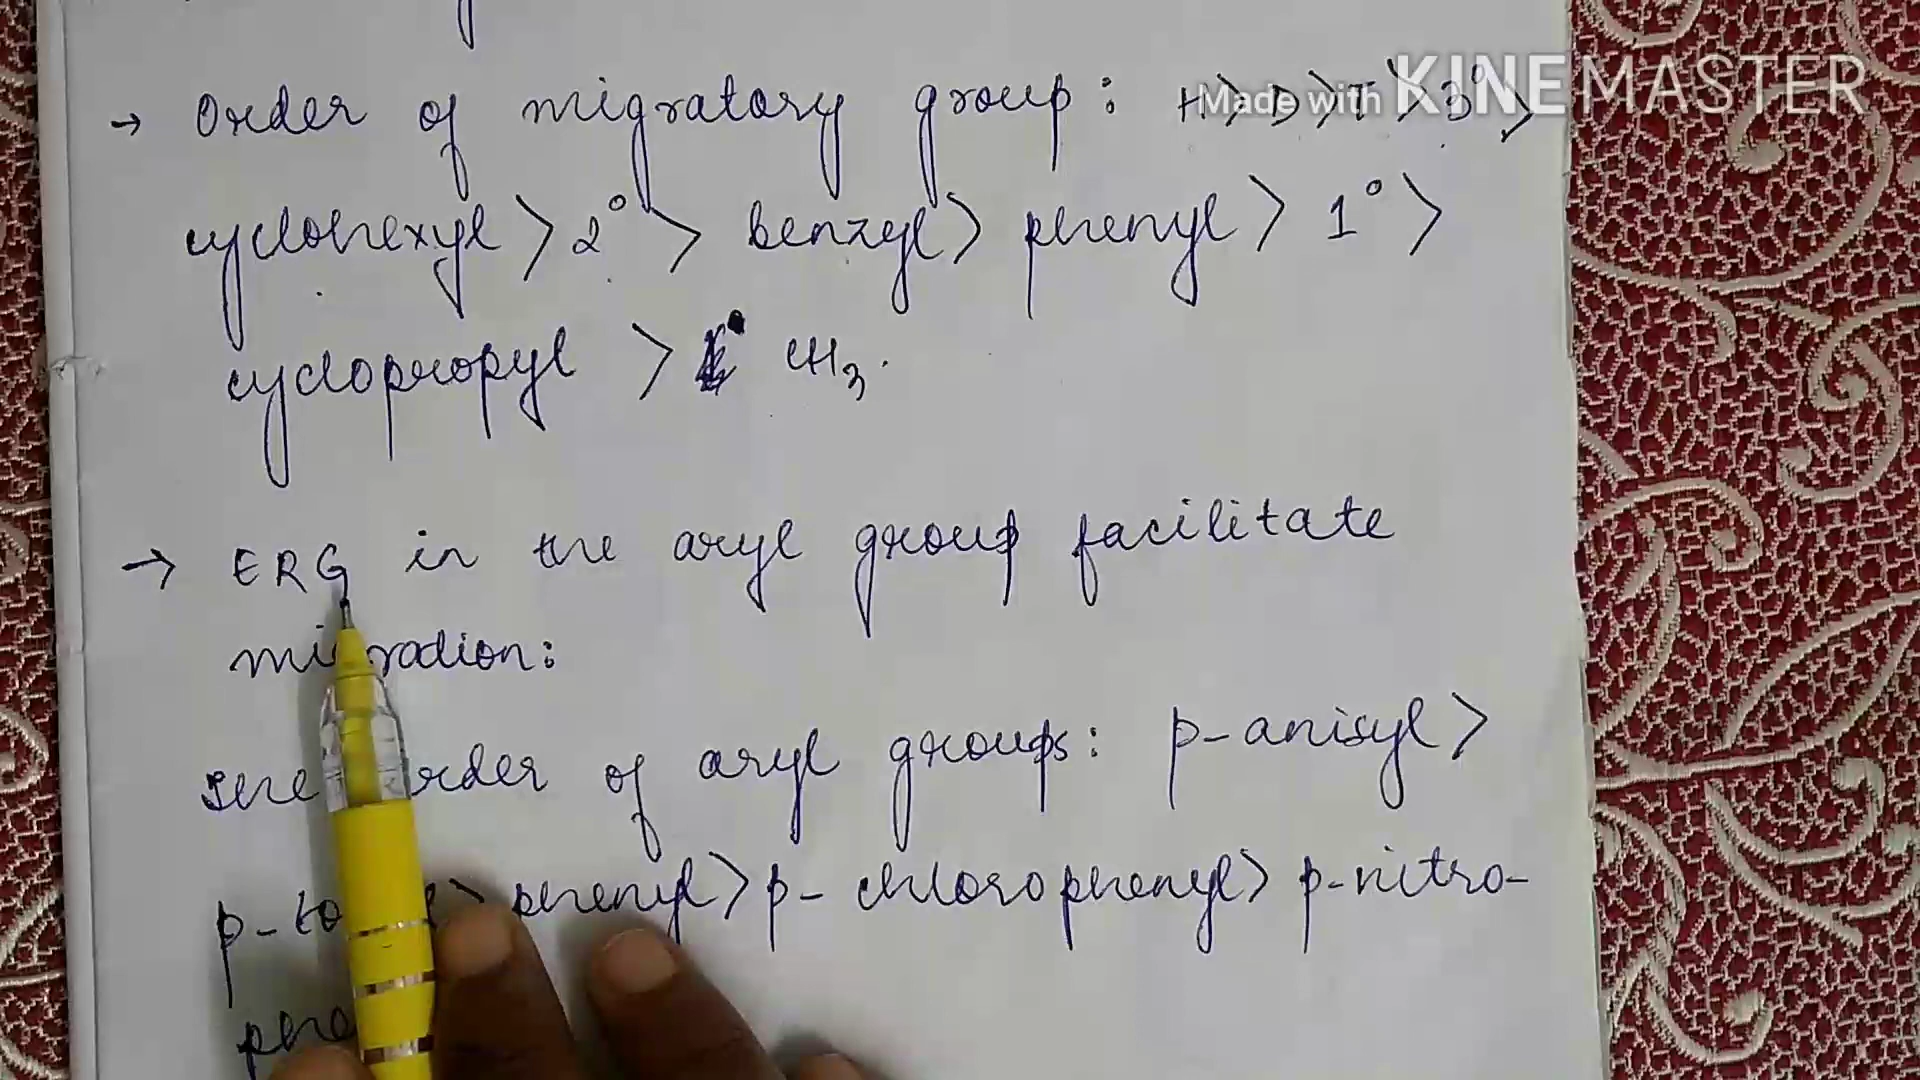 → Order of migratory group: H>D>T>3°>
Made with KINEMASTER
cyclohexyl > 2° > benzyl > phenyl > 1° >
cyclopropyl > CH₃.
→ ERG in the aryl group facilitate
migration:
The order of aryl groups: p-anisyl >
> phenyl > p-chlorophenyl > p-nitro-